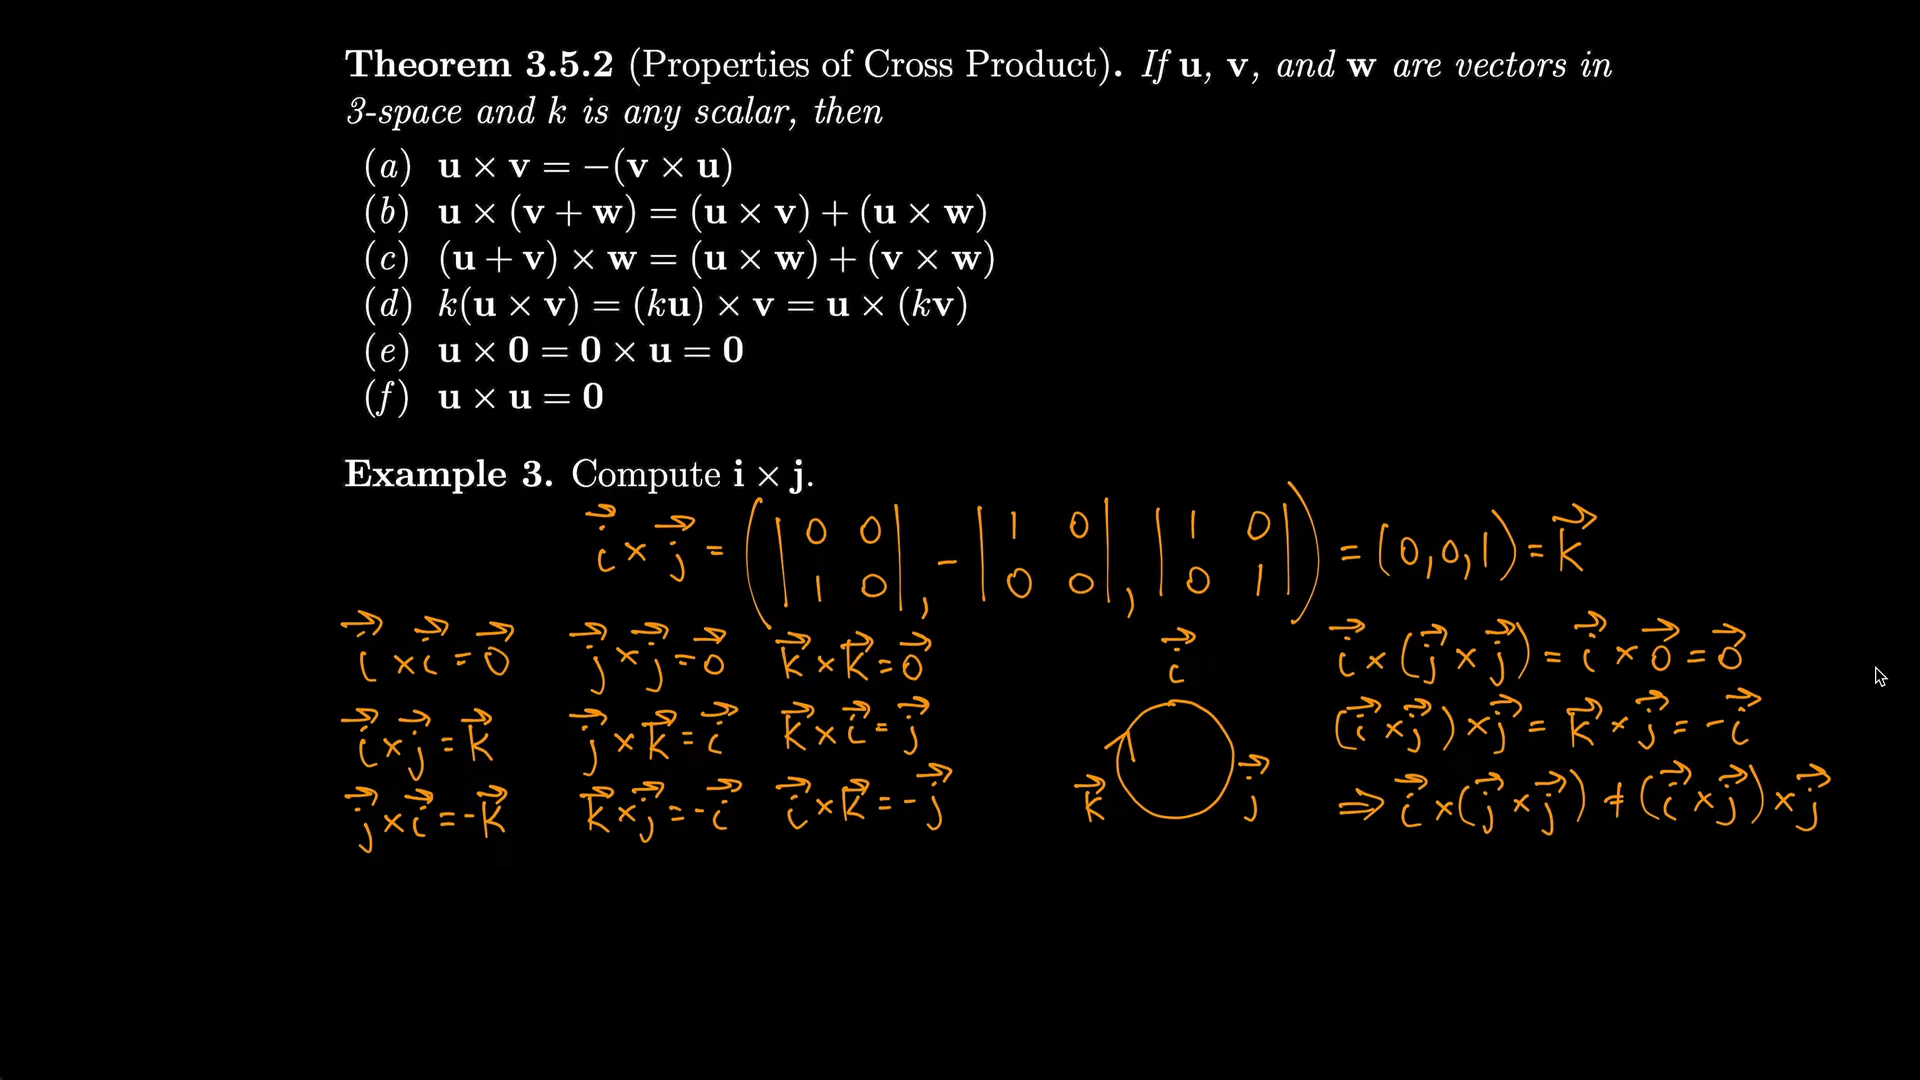 Theorem 3.5.2 (Properties of Cross Product). If u, v, and w are vectors in
3-space and k is any scalar, then
(a) u × v = −(v × u)
(b) u × (v + w) = (u × v) + (u × w)
(c) (u + v) × w = (u × w) + (v × w)
(d) k(u × v) = (ku) × v = u × (kv)
(e) u × 0 = 0 × u = 0
(f) u × u = 0
Example 3. Compute i × j.
i⃗ × j⃗ = ( | 0 0 ; 1 0 | , − | 1 0 ; 0 0 | , | 1 0 ; 0 1 | ) = (0, 0, 1) = k⃗
i⃗ × i⃗ = 0⃗ j⃗ × j⃗ = 0⃗ k⃗ × k⃗ = 0⃗
i⃗ × j⃗ = k⃗ j⃗ × k⃗ = i⃗ k⃗ × i⃗ = j⃗
j⃗ × i⃗ = −k⃗ k⃗ × j⃗ = −i⃗ i⃗ × k⃗ = −j⃗
i⃗
k⃗ j⃗
i⃗ × (j⃗ × j⃗) = i⃗ × 0⃗ = 0⃗
(i⃗ × j⃗) × j⃗ = k⃗ × j⃗ = −i⃗
⇒ i⃗ × (j⃗ × j⃗) ≠ (i⃗ × j⃗) × j⃗